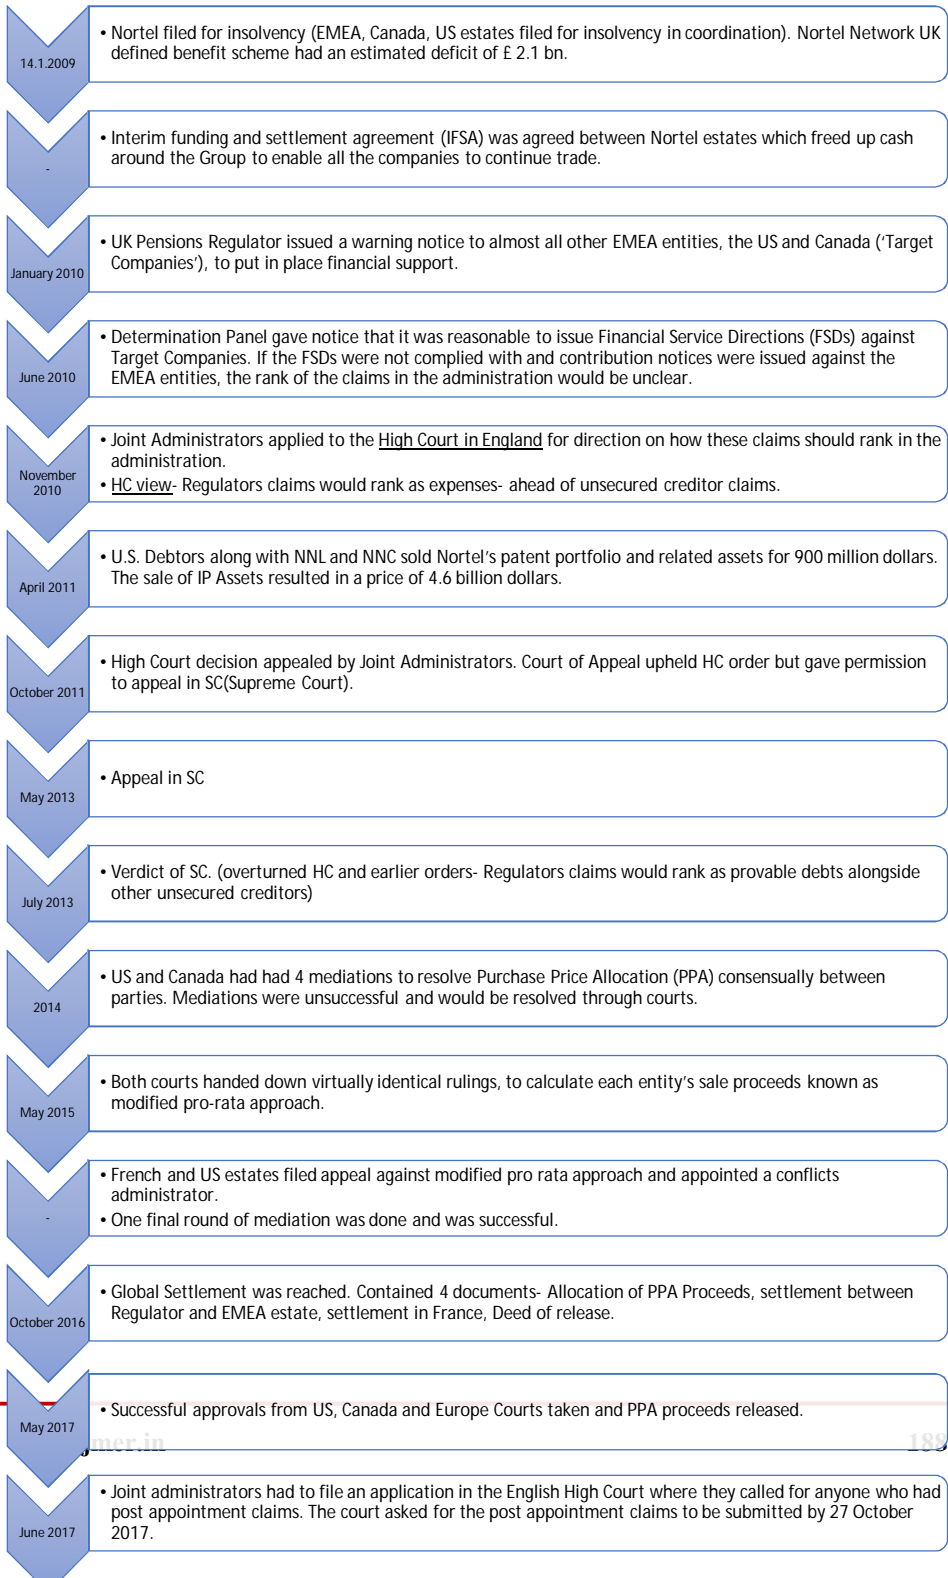 14.1.2009
• Nortel filed for insolvency (EMEA, Canada, US estates filed for insolvency in coordination). Nortel Network UK
defined benefit scheme had an estimated deficit of £ 2.1 bn.
-
• Interim funding and settlement agreement (IFSA) was agreed between Nortel estates which freed up cash
around the Group to enable all the companies to continue trade.
January 2010
• UK Pensions Regulator issued a warning notice to almost all other EMEA entities, the US and Canada ('Target
Companies'), to put in place financial support.
June 2010
• Determination Panel gave notice that it was reasonable to issue Financial Service Directions (FSDs) against
Target Companies. If the FSDs were not complied with and contribution notices were issued against the
EMEA entities, the rank of the claims in the administration would be unclear.
November
2010
• Joint Administrators applied to the High Court in England for direction on how these claims should rank in the
administration.
• HC view- Regulators claims would rank as expenses- ahead of unsecured creditor claims.
April 2011
• U.S. Debtors along with NNL and NNC sold Nortel's patent portfolio and related assets for 900 million dollars.
The sale of IP Assets resulted in a price of 4.6 billion dollars.
October 2011
• High Court decision appealed by Joint Administrators. Court of Appeal upheld HC order but gave permission
to appeal in SC(Supreme Court).
May 2013
• Appeal in SC
July 2013
• Verdict of SC. (overturned HC and earlier orders- Regulators claims would rank as provable debts alongside
other unsecured creditors)
2014
• US and Canada had had 4 mediations to resolve Purchase Price Allocation (PPA) consensually between
parties. Mediations were unsuccessful and would be resolved through courts.
May 2015
• Both courts handed down virtually identical rulings, to calculate each entity's sale proceeds known as
modified pro-rata approach.
-
• French and US estates filed appeal against modified pro rata approach and appointed a conflicts
administrator.
• One final round of mediation was done and was successful.
October 2016
• Global Settlement was reached. Contained 4 documents- Allocation of PPA Proceeds, settlement between
Regulator and EMEA estate, settlement in France, Deed of release.
May 2017
• Successful approvals from US, Canada and Europe Courts taken and PPA proceeds released.
jmer.in 188
June 2017
• Joint administrators had to file an application in the English High Court where they called for anyone who had
post appointment claims. The court asked for the post appointment claims to be submitted by 27 October
2017.